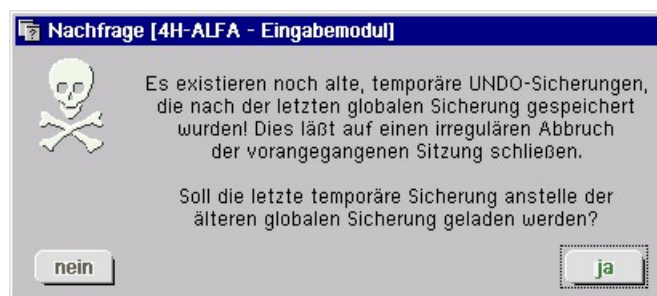 Nachfrage [4H-ALFA - Eingabemodul]
Es existieren noch alte, temporäre UNDO-Sicherungen,
die nach der letzten globalen Sicherung gespeichert
wurden! Dies läßt auf einen irregulären Abbruch
der vorangegangenen Sitzung schließen.
Soll die letzte temporäre Sicherung anstelle der
älteren globalen Sicherung geladen werden?
nein
ja